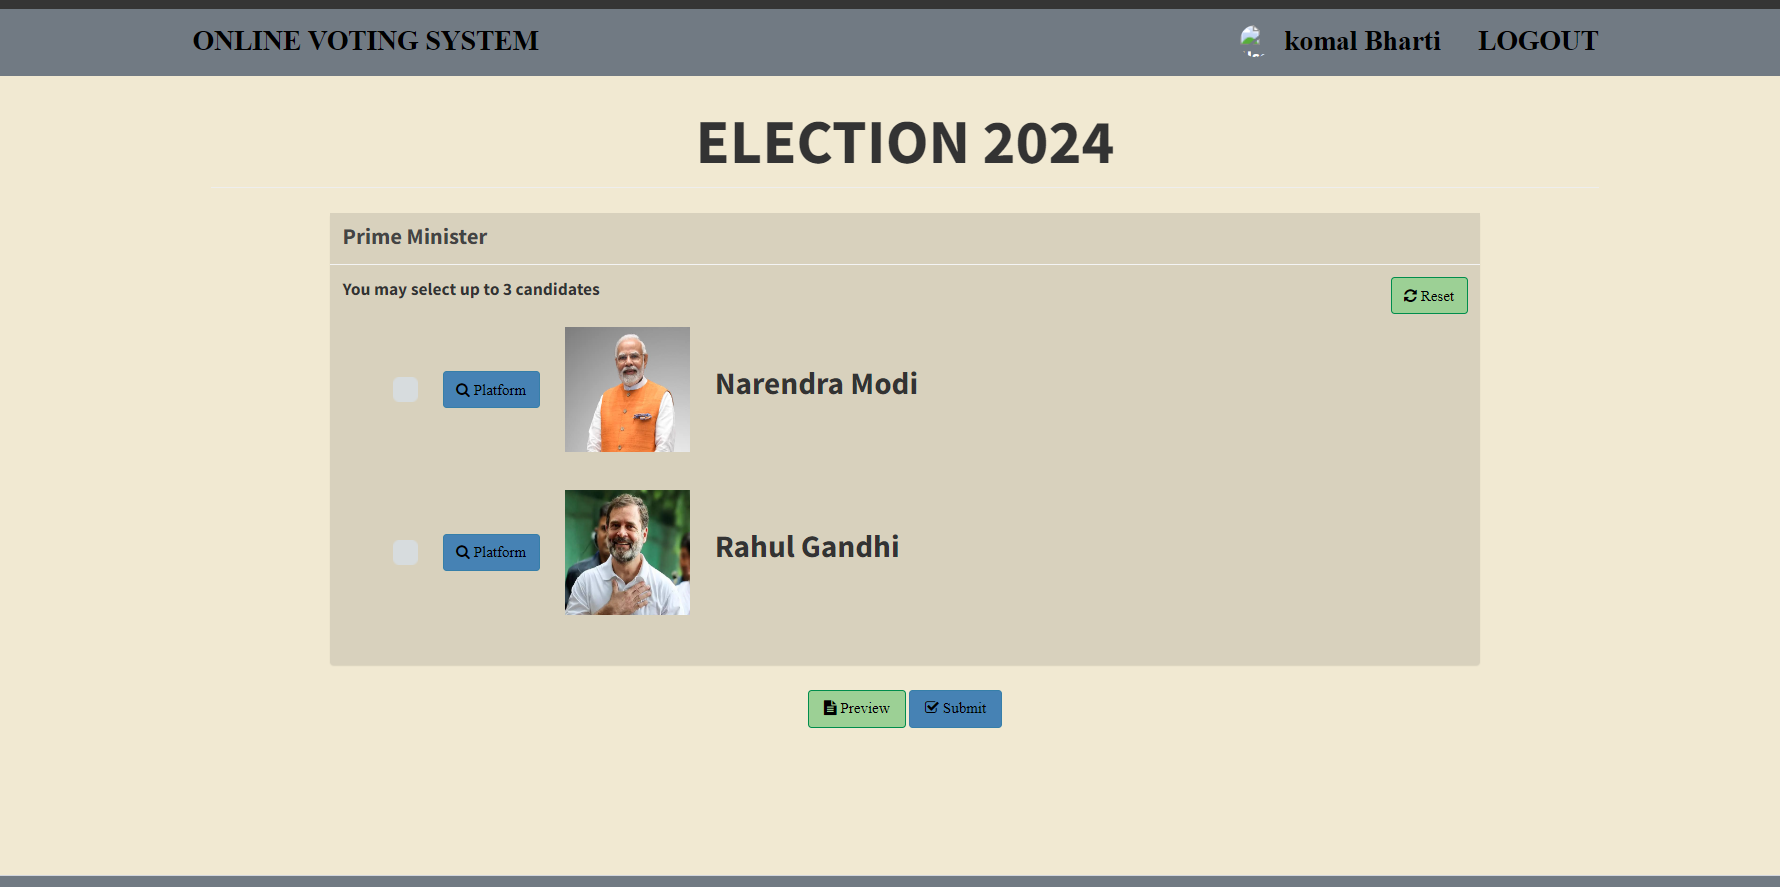 ONLINE VOTING SYSTEM komal Bharti LOGOUT
ELECTION 2024
Prime Minister
You may select up to 3 candidates Reset
Platform Narendra Modi
Platform Rahul Gandhi
Preview Submit